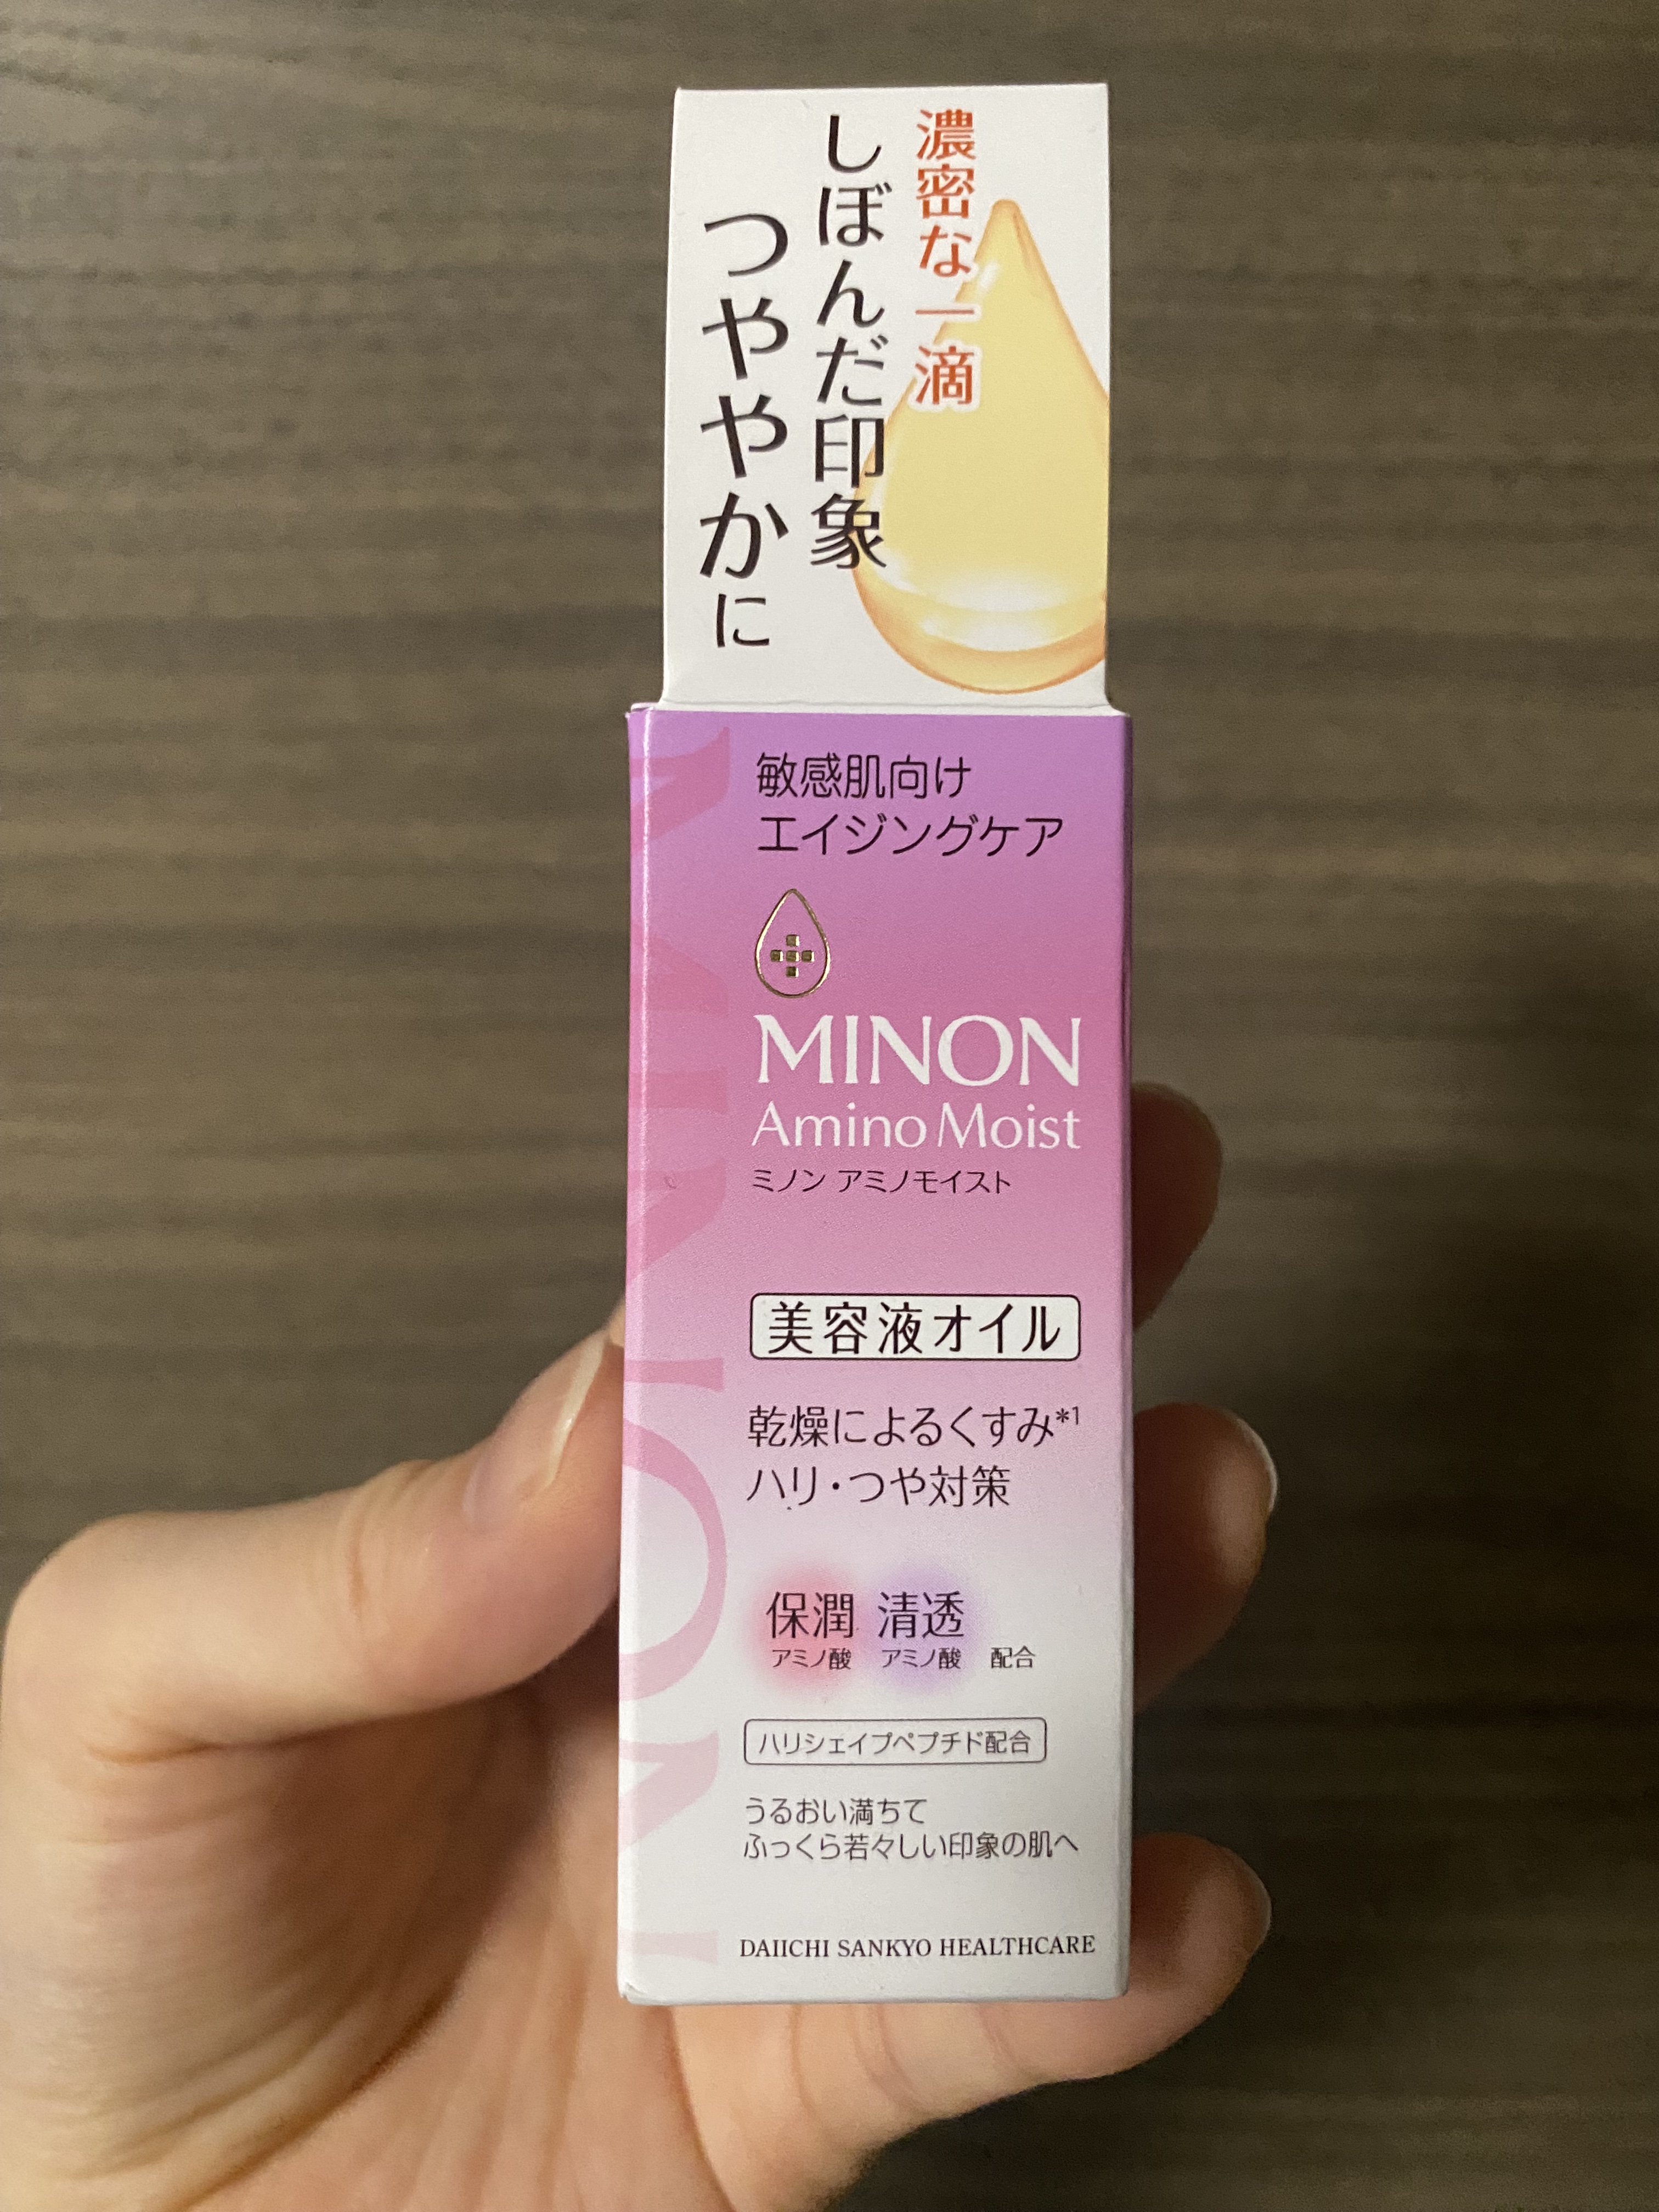 濃密な一滴
しぼんだ印象
つややかに
敏感肌向け
エイジングケア
MINON
Amino Moist
ミノン アミノモイスト
美容液オイル
乾燥によるくすみ*1
ハリ・つや対策
保潤 清透
アミノ酸 アミノ酸 配合
ハリシェイプペプチド配合
うるおい満ちて
ふっくら若々しい印象の肌へ
DAIICHI SANKYO HEALTHCARE
MINON